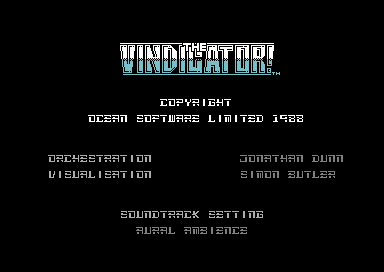 THE
VINDICATOR!
TM
COPYRIGHT
OCEAN SOFTWARE LIMITED 1988
ORCHESTRATION JONATHAN DUNN
VISUALISATION SIMON BUTLER
SOUNDTRACK SETTING
AURAL AMBIENCE